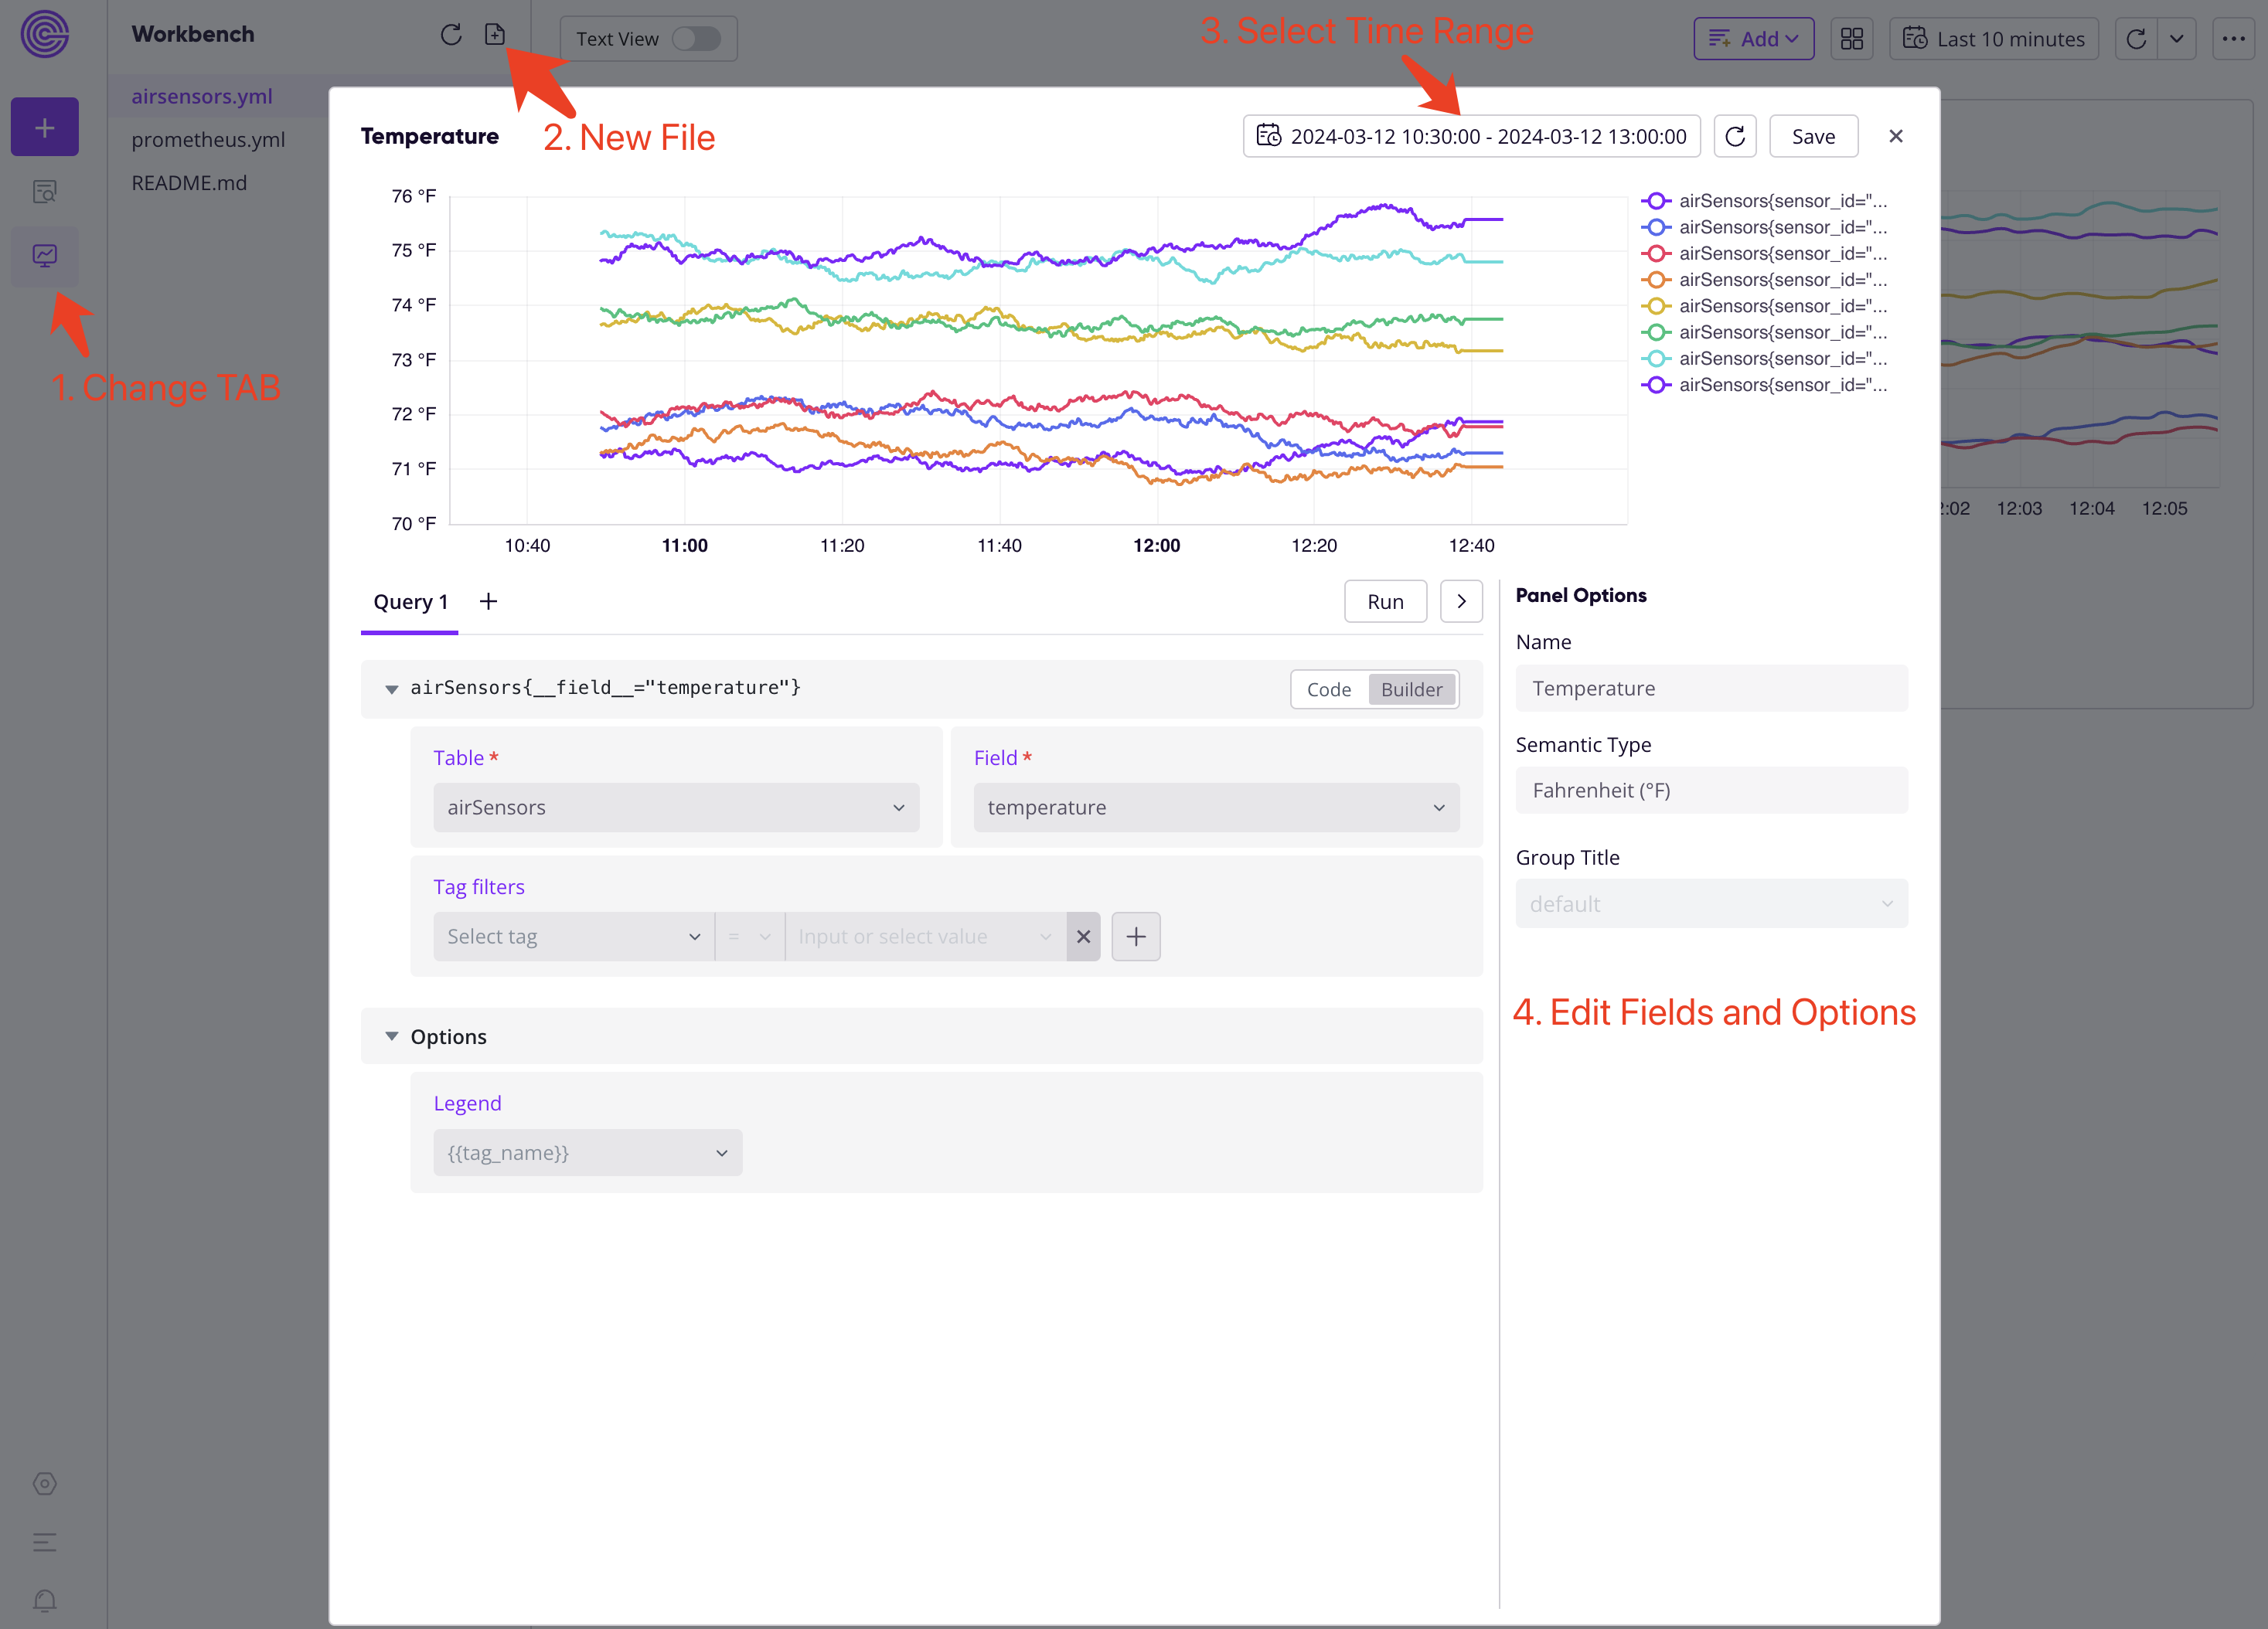 Workbench
Text View
3. Select Time Range
Add
Last 10 minutes
airsensors.yml
prometheus.yml
README.md
1. Change TAB
2. New File
Temperature
2024-03-12 10:30:00 - 2024-03-12 13:00:00
Save
76 °F
75 °F
74 °F
73 °F
72 °F
71 °F
70 °F
10:40
11:00
11:20
11:40
12:00
12:20
12:40
airSensors{sensor_id="...
airSensors{sensor_id="...
airSensors{sensor_id="...
airSensors{sensor_id="...
airSensors{sensor_id="...
airSensors{sensor_id="...
airSensors{sensor_id="...
airSensors{sensor_id="...
:02
12:03
12:04
12:05
Query 1
Run
airSensors{__field__="temperature"}
Code
Builder
Table *
airSensors
Field *
temperature
Tag filters
Select tag
=
Input or select value
Options
Legend
{{tag_name}}
Panel Options
Name
Temperature
Semantic Type
Fahrenheit (°F)
Group Title
default
4. Edit Fields and Options